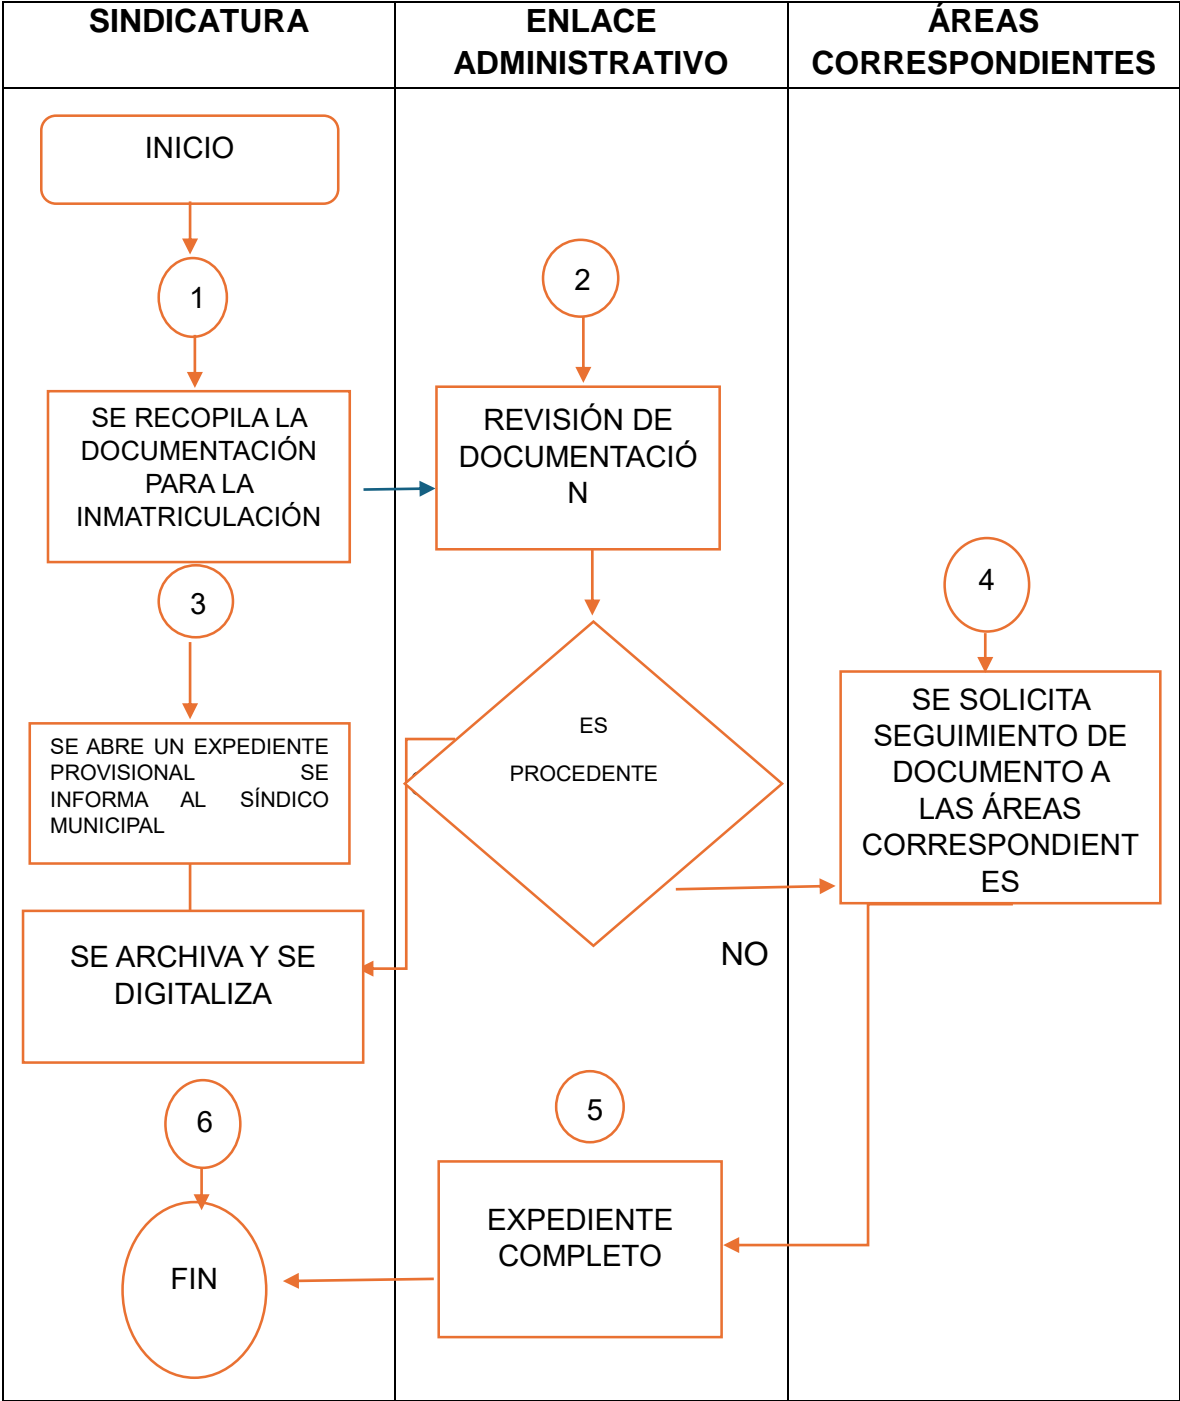 SINDICATURA
ENLACE
ADMINISTRATIVO
ÁREAS
CORRESPONDIENTES
INICIO
1
2
SE RECOPILA LA
DOCUMENTACIÓN
PARA LA
INMATRICULACIÓN
REVISIÓN DE
DOCUMENTACIÓ
N
3
4
SE ABRE UN EXPEDIENTE
PROVISIONAL SE
INFORMA AL SÍNDICO
MUNICIPAL
ES
PROCEDENTE
SE SOLICITA
SEGUIMIENTO DE
DOCUMENTO A
LAS ÁREAS
CORRESPONDIENT
ES
NO
SE ARCHIVA Y SE
DIGITALIZA
6
5
EXPEDIENTE
COMPLETO
FIN